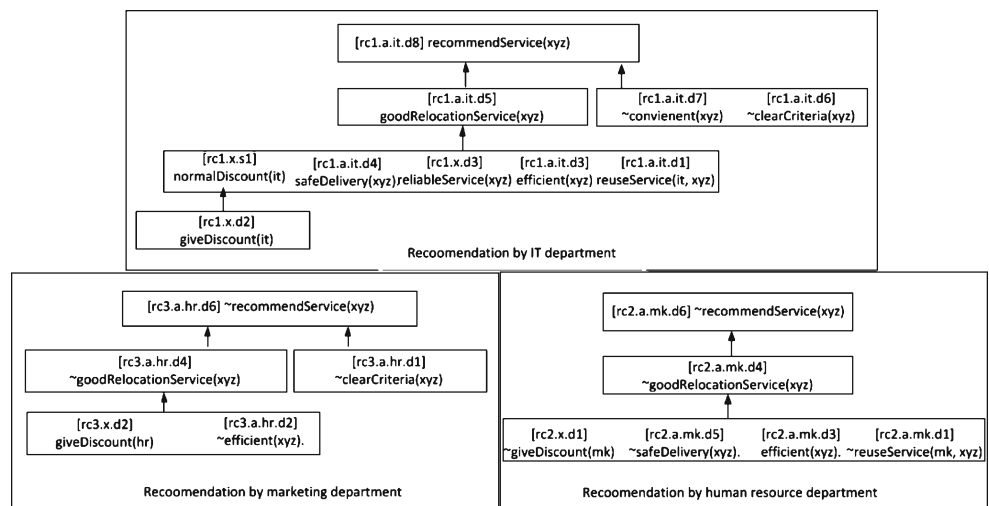 [rc1.a.it.d8] recommendService(xyz)
[rc1.a.it.d5]
goodRelocationService(xyz)
[rc1.a.it.d7] [rc1.a.it.d6]
~convienent(xyz) ~clearCriteria(xyz)
[rc1.x.s1] [rc1.a.it.d4] [rc1.x.d3] [rc1.a.it.d3] [rc1.a.it.d1]
normalDiscount(it) safeDelivery(xyz) reliableService(xyz) efficient(xyz) reuseService(it, xyz)
[rc1.x.d2]
giveDiscount(it)
Recoomendation by IT department
[rc3.a.hr.d6] ~recommendService(xyz)
[rc3.a.hr.d4]
~goodRelocationService(xyz)
[rc3.a.hr.d1]
~clearCriteria(xyz)
[rc3.x.d2] [rc3.a.hr.d2]
giveDiscount(hr) ~efficient(xyz).
Recoomendation by marketing department
[rc2.a.mk.d6] ~recommendService(xyz)
[rc2.a.mk.d4]
~goodRelocationService(xyz)
[rc2.x.d1] [rc2.a.mk.d5] [rc2.a.mk.d3] [rc2.a.mk.d1]
~giveDiscount(mk) ~safeDelivery(xyz). efficient(xyz). ~reuseService(mk, xyz)
Recoomendation by human resource department